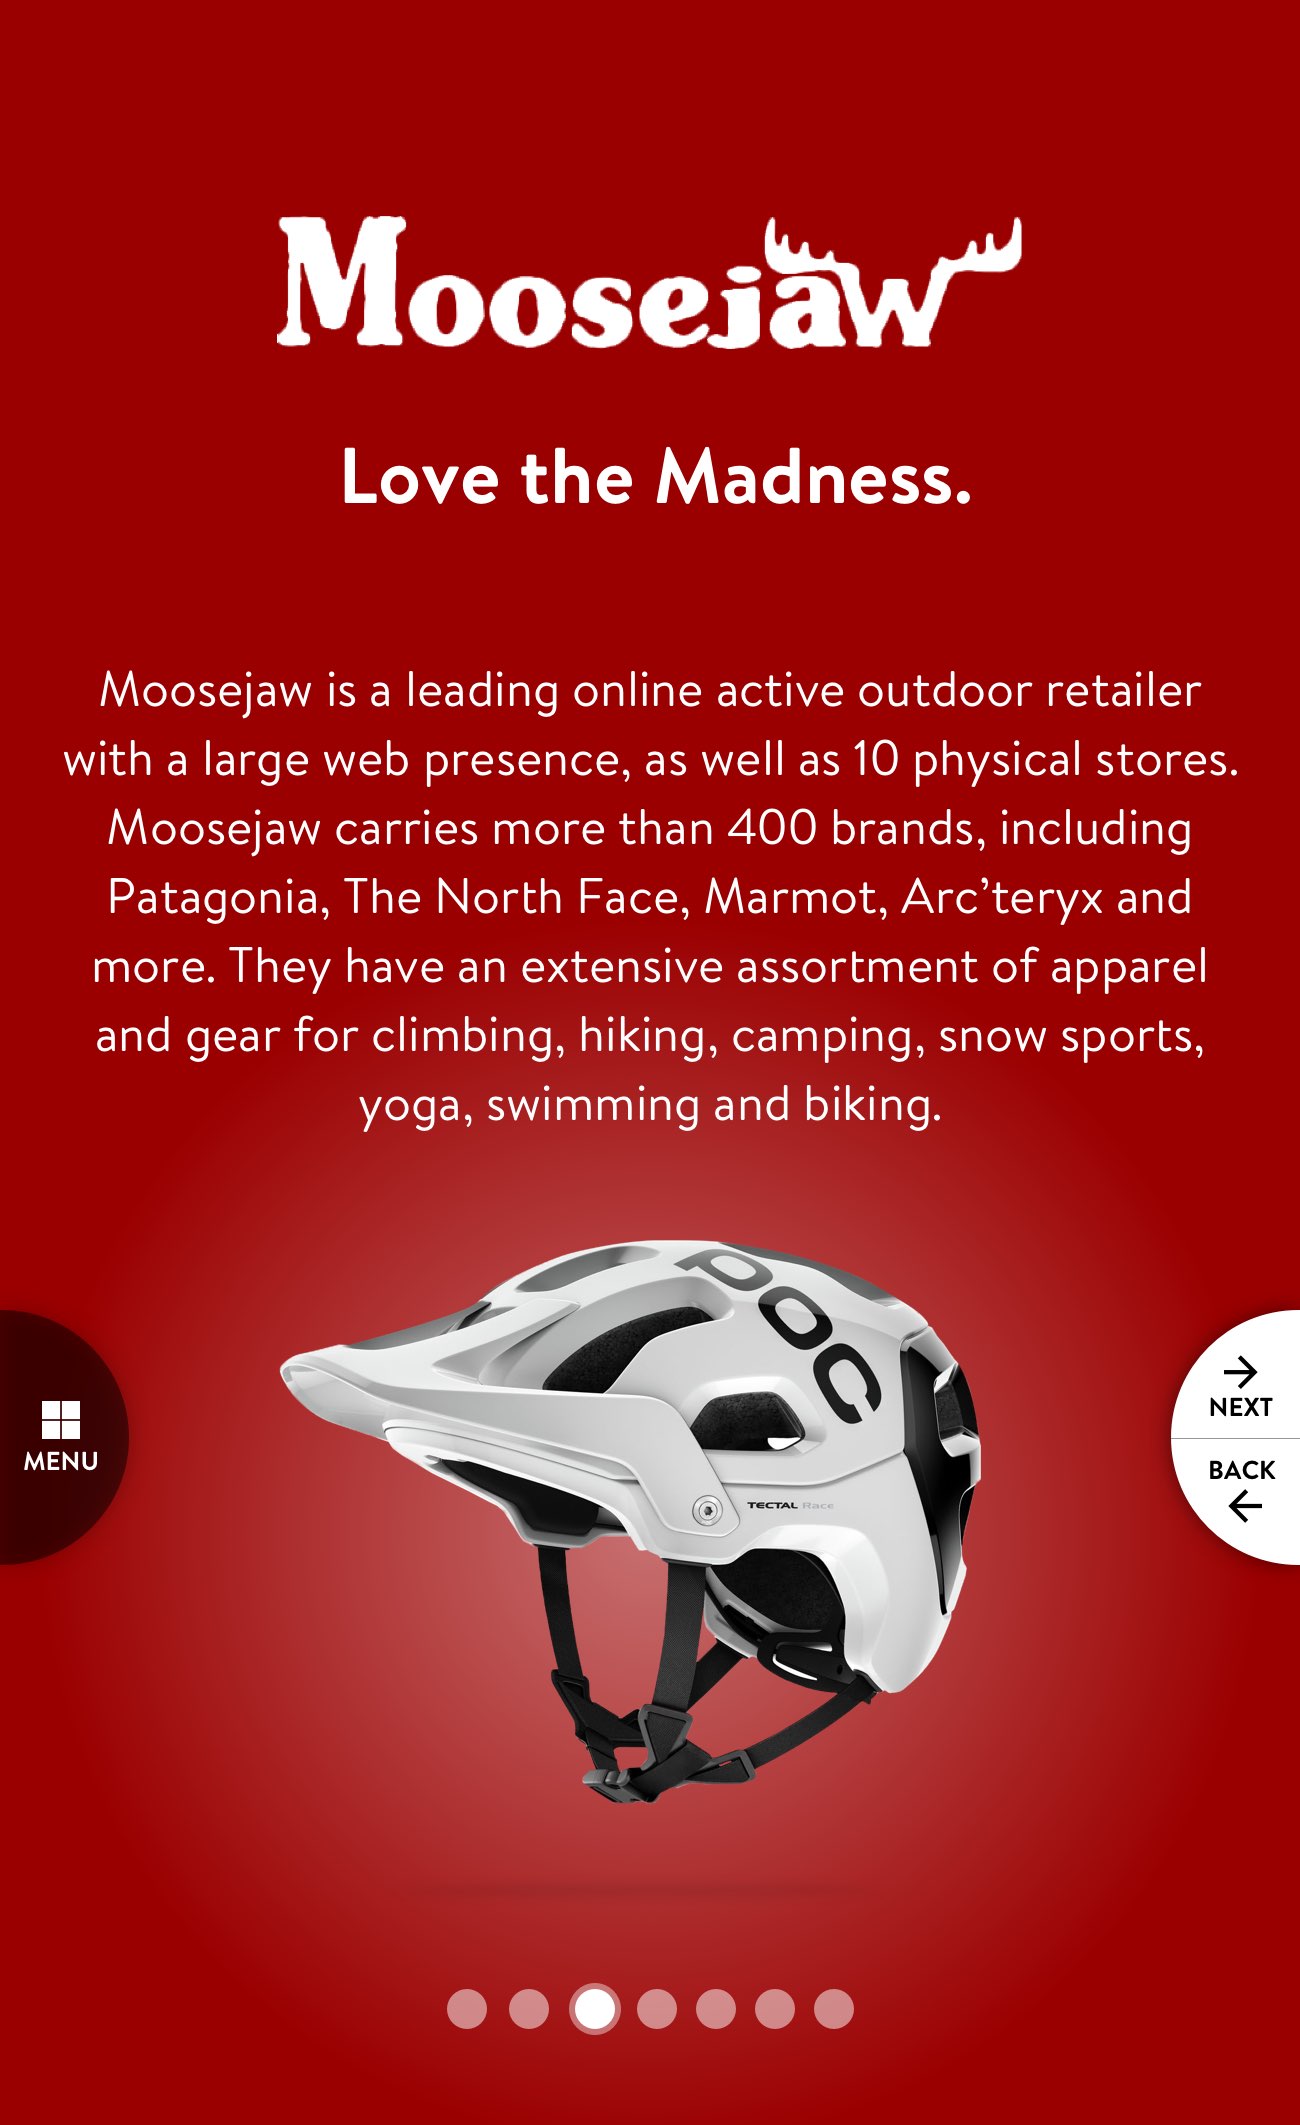 Moosejaw
Love the Madness.
Moosejaw is a leading online active outdoor retailer
with a large web presence, as well as 10 physical stores.
Moosejaw carries more than 400 brands, including
Patagonia, The North Face, Marmot, Arc’teryx and
more. They have an extensive assortment of apparel
and gear for climbing, hiking, camping, snow sports,
yoga, swimming and biking.
POC
TECTAL Race
MENU
NEXT
BACK